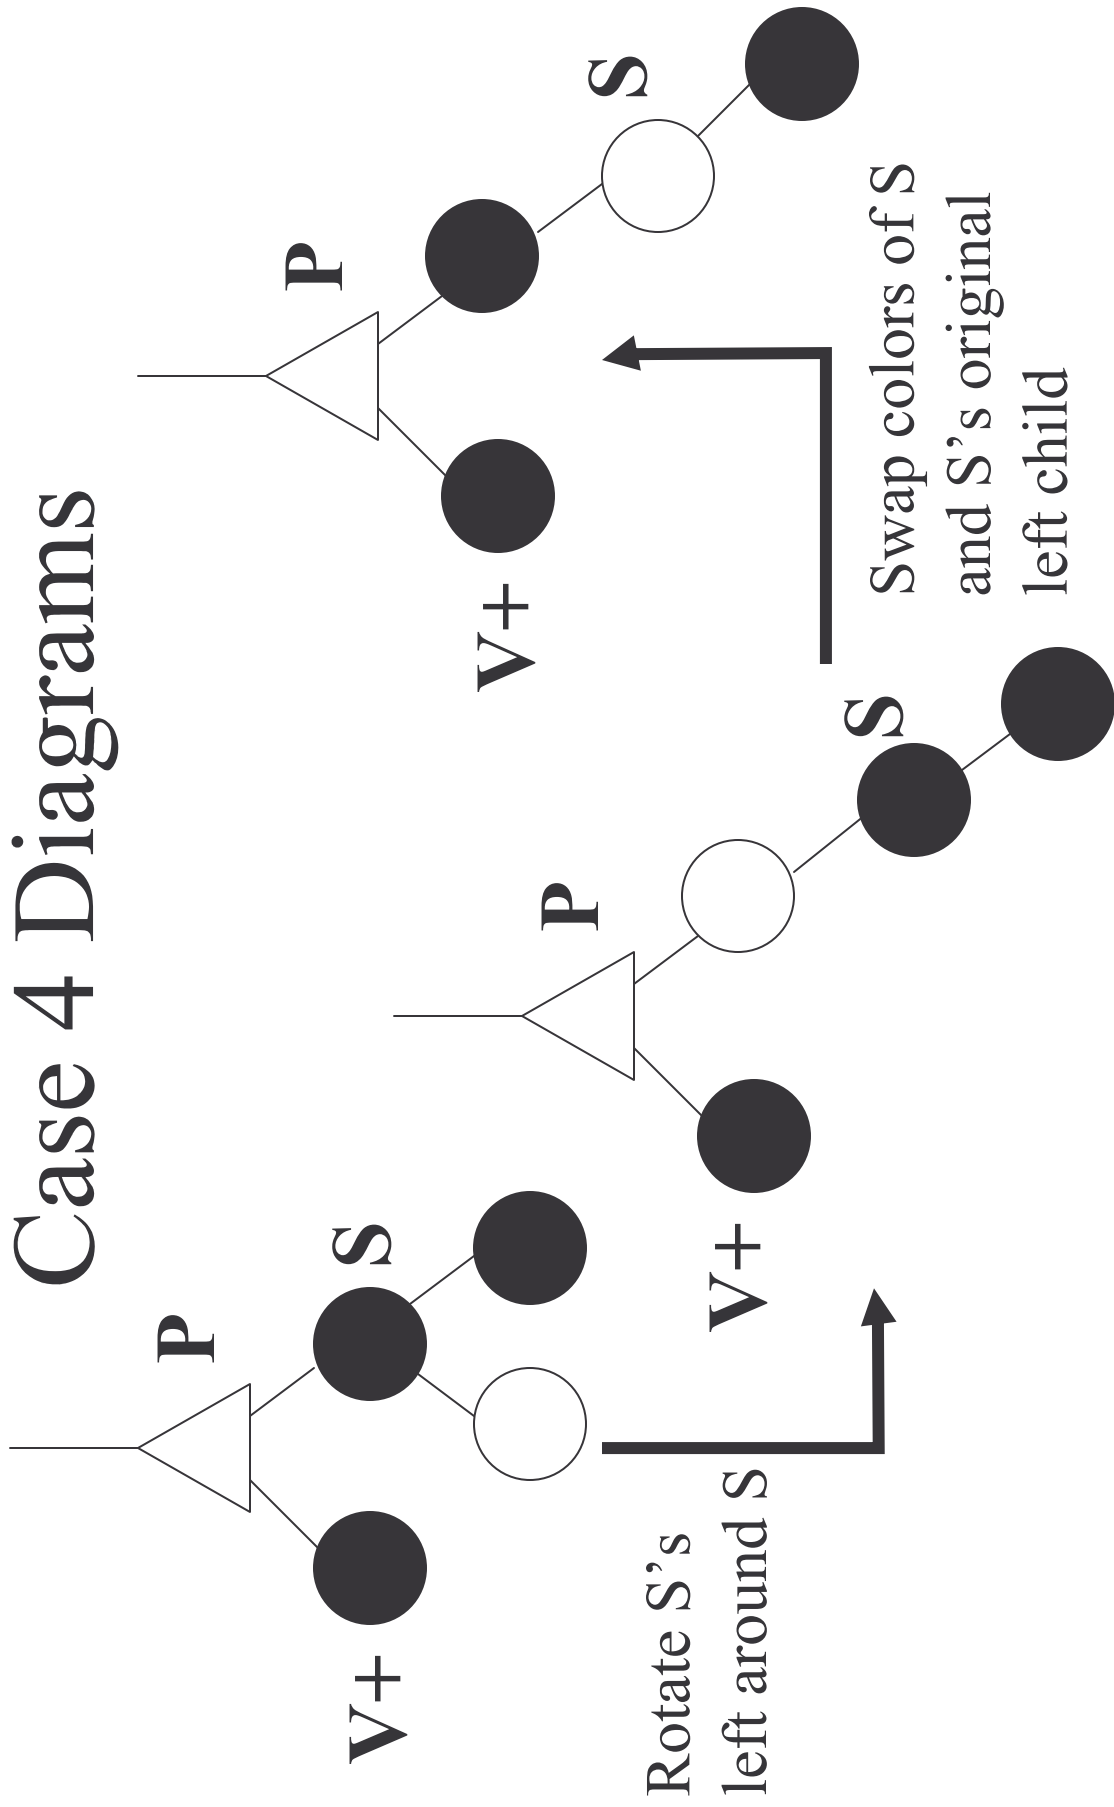 Case 4 Diagrams
P
S
V+
Rotate S's
left around S
P
S
V+
Swap colors of S
and S's original
left child
P
S
V+